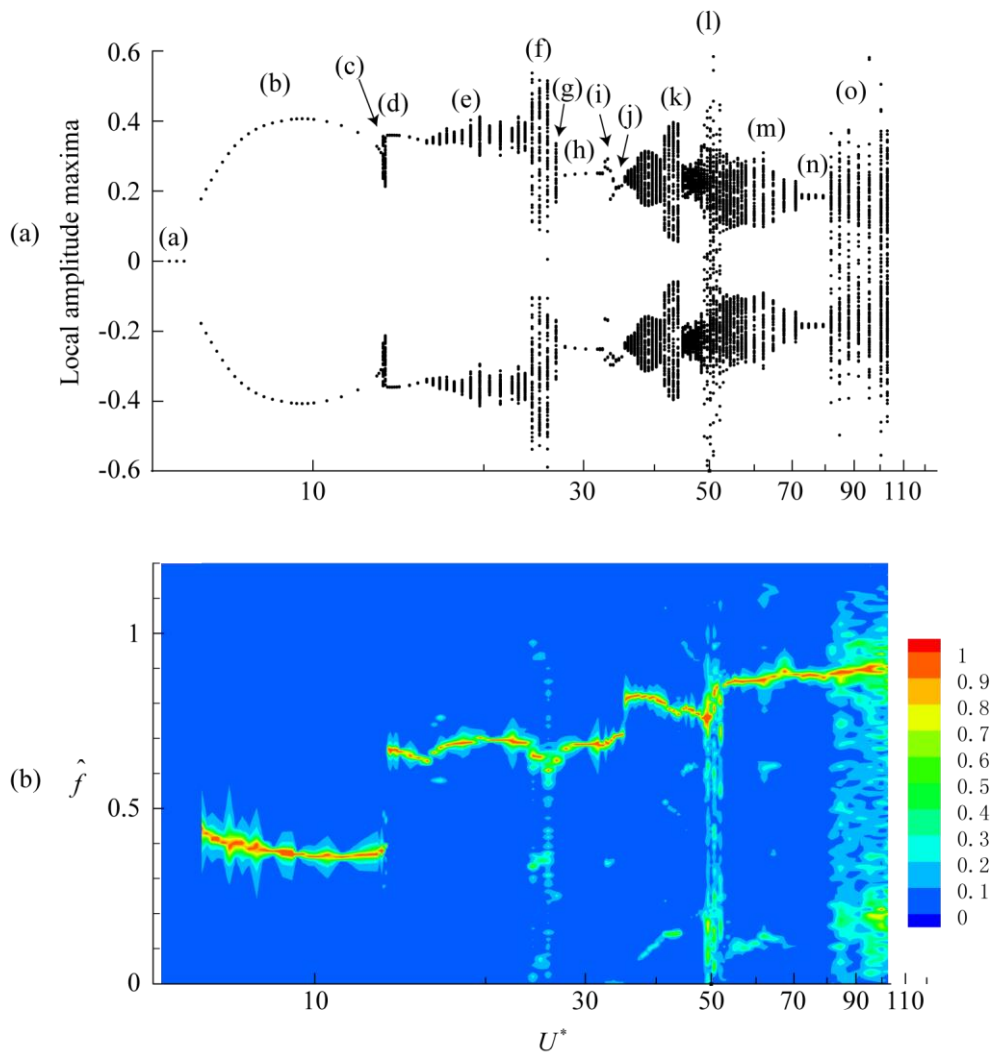 (a)
Local amplitude maxima
0.6
0.4
0.2
0
-0.2
-0.4
-0.6
(a)
(b)
(c)
(d)
(e)
(f)
(g)
(h)
(i)
(j)
(k)
(l)
(m)
(n)
(o)
10
30
50
70
90
110
(b)
f̂
1
0.5
0
10
30
50
70
90
110
U*
1
0.9
0.8
0.7
0.6
0.5
0.4
0.3
0.2
0.1
0